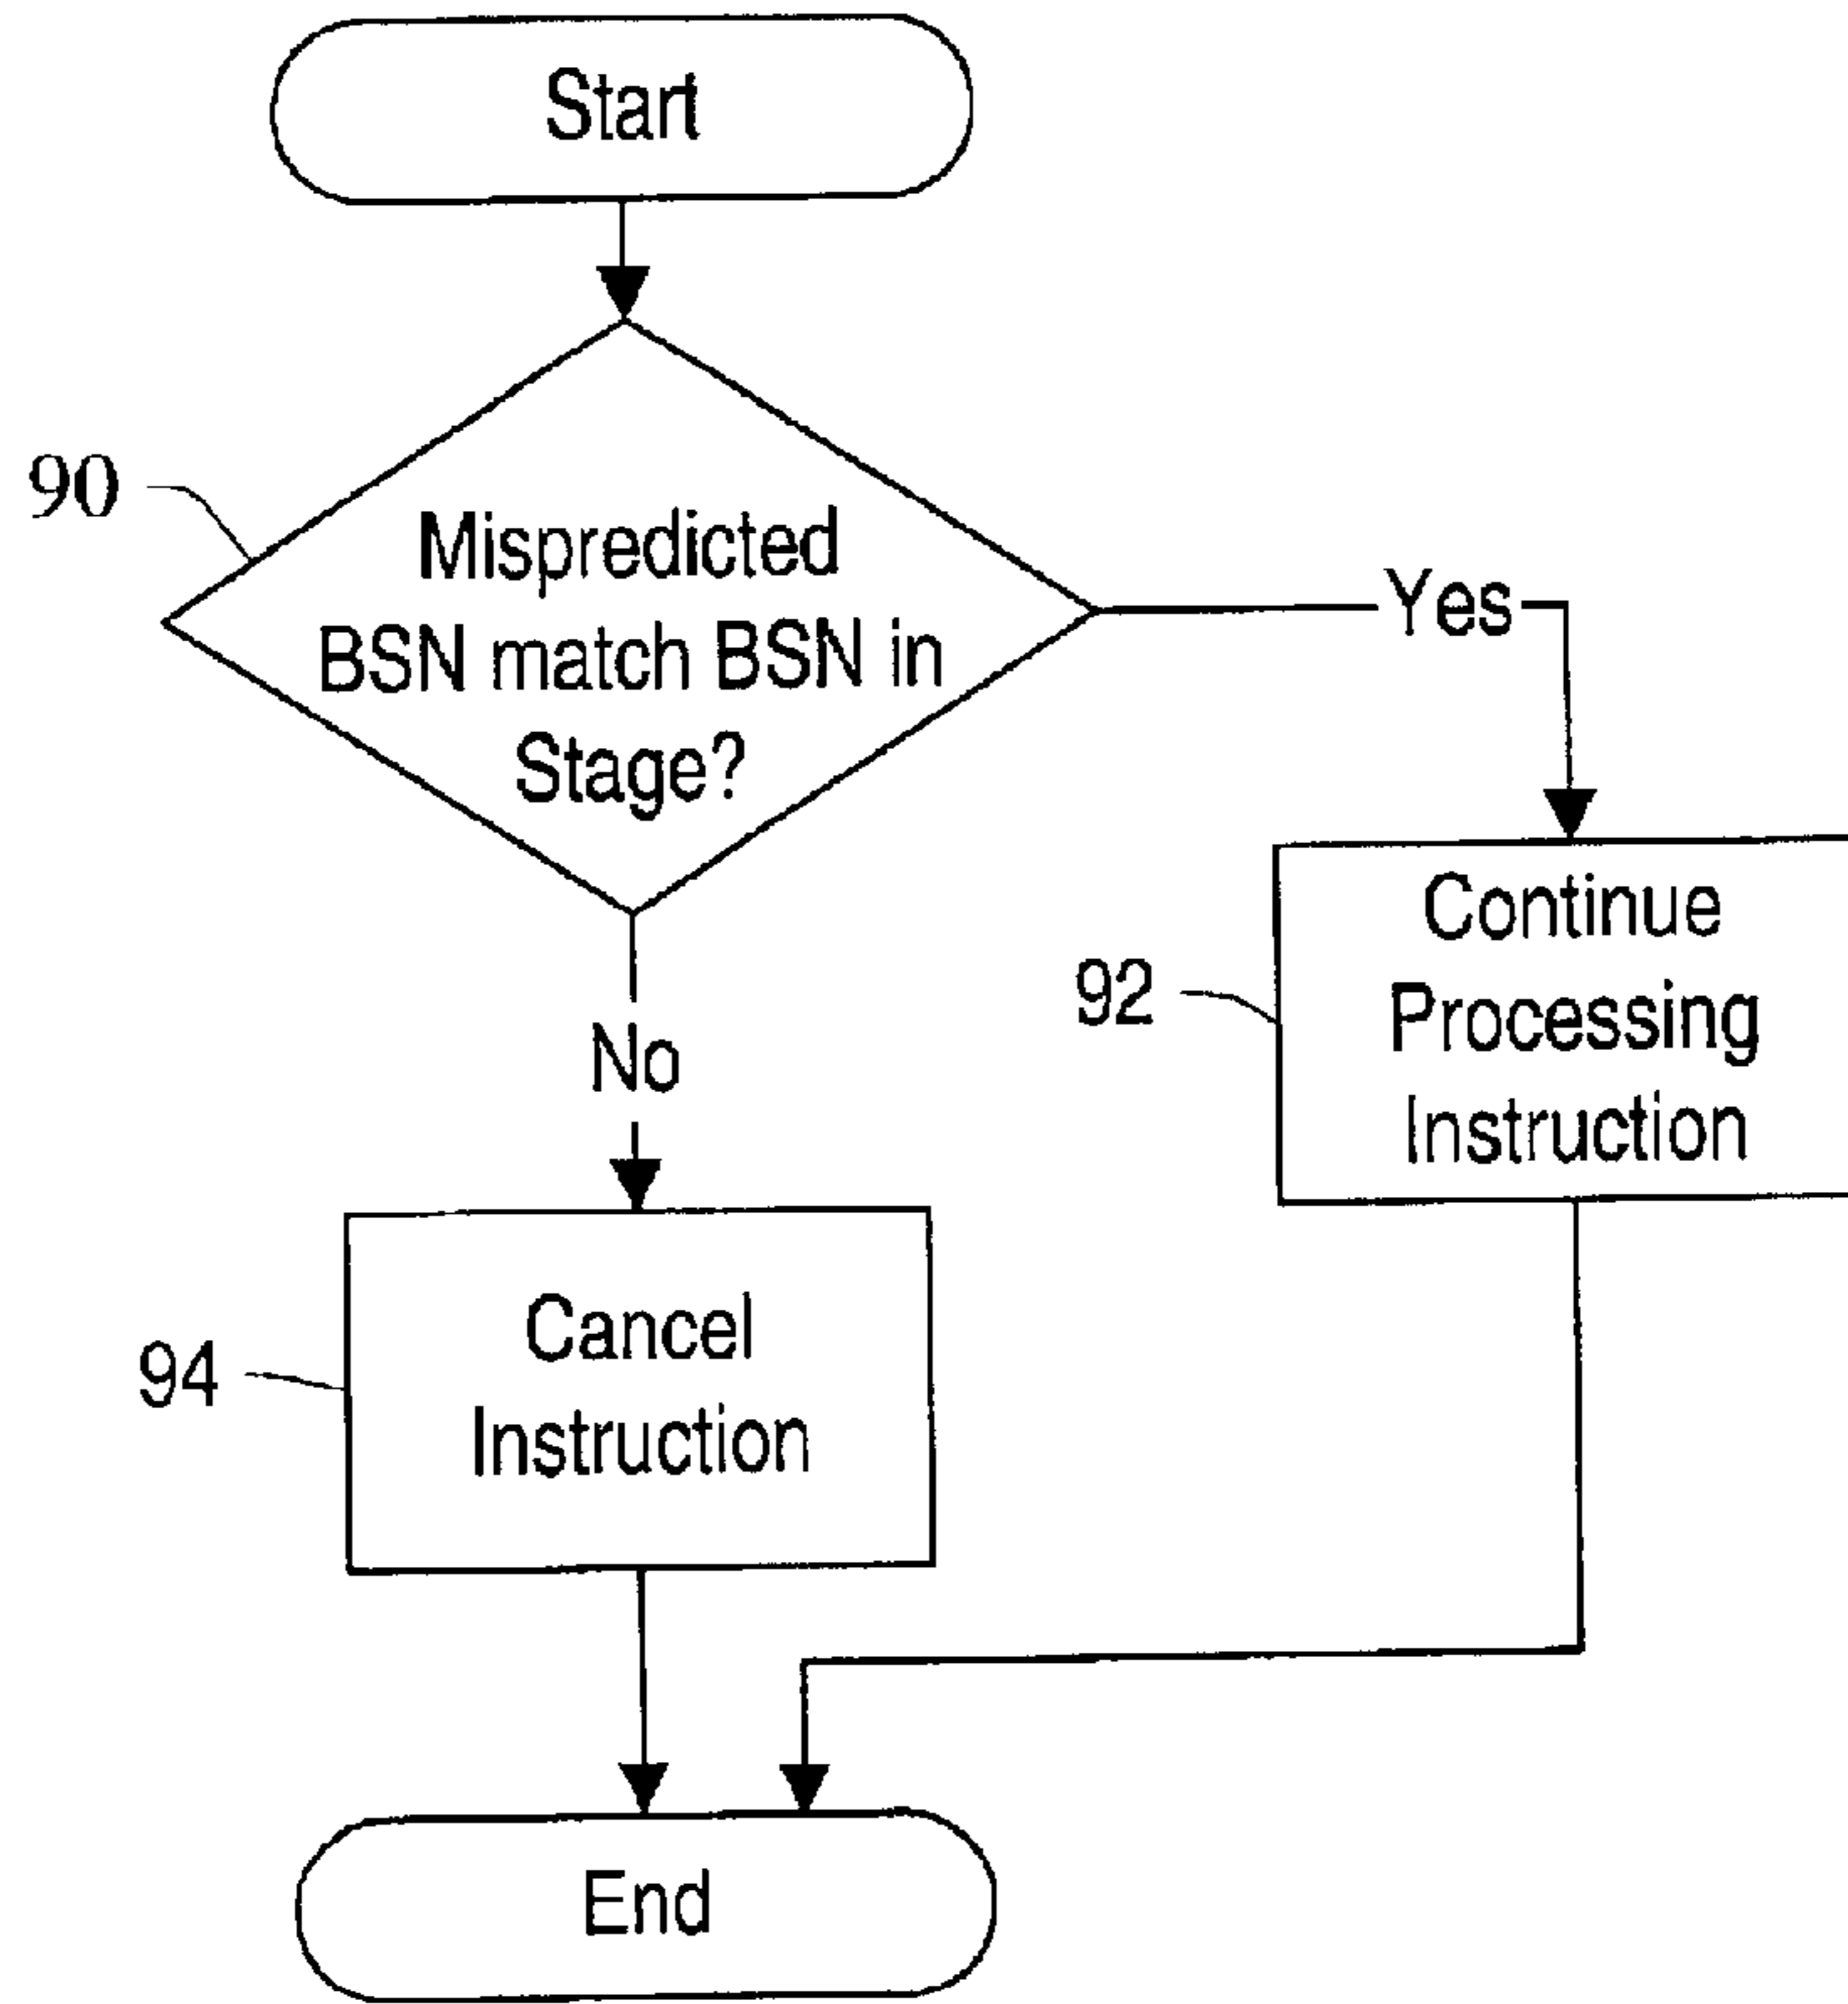 Start
90
Mispredicted
BSN match BSN in
Stage?
Yes
No
92
Continue
Processing
Instruction
94
Cancel
Instruction
End